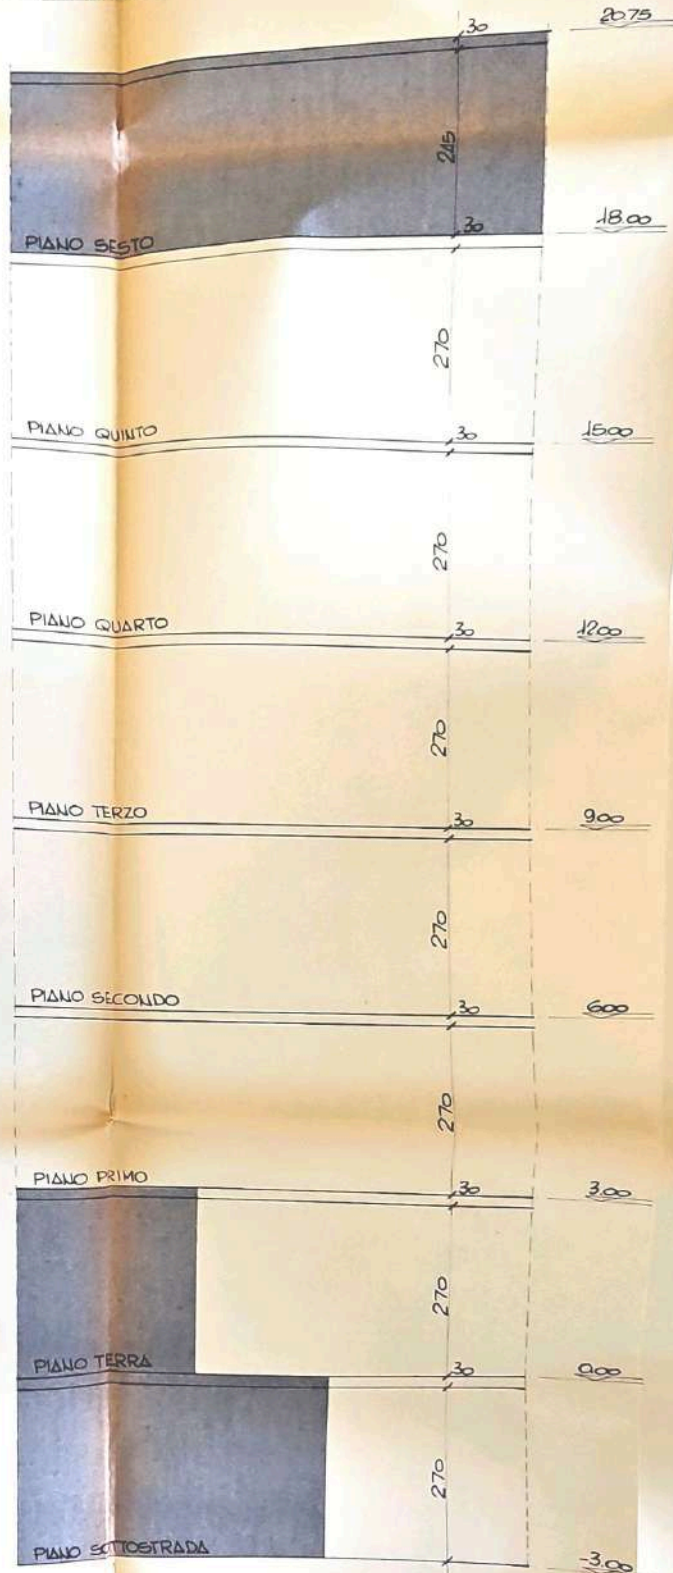 30 20.75
245
PIANO SESTO 30 18.00
270
PIANO QUINTO 30 15.00
270
PIANO QUARTO 30 12.00
270
PIANO TERZO 30 9.00
270
PIANO SECONDO 30 6.00
270
PIANO PRIMO 30 3.00
270
PIANO TERRA 30 0.00
270
PIANO SOTTOSTRADA -3.00